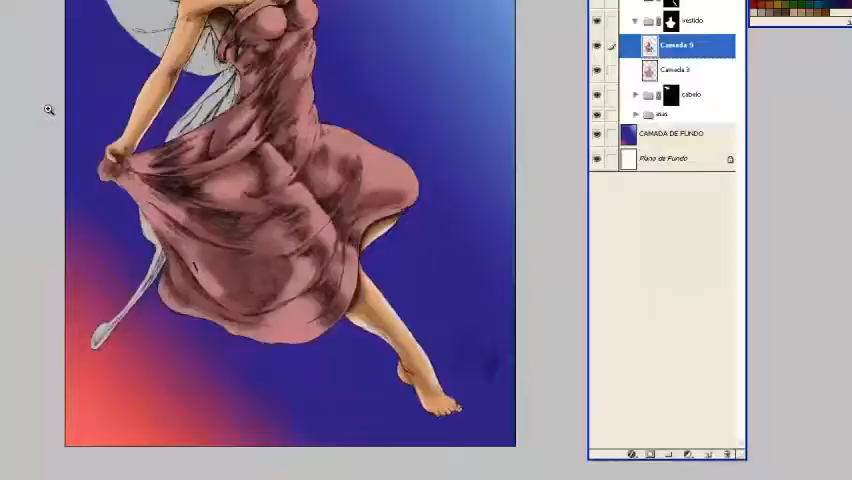 vestido
Camada 9
Camada 3
cabelo
asas
CAMADA DE FUNDO
Plano de Fundo